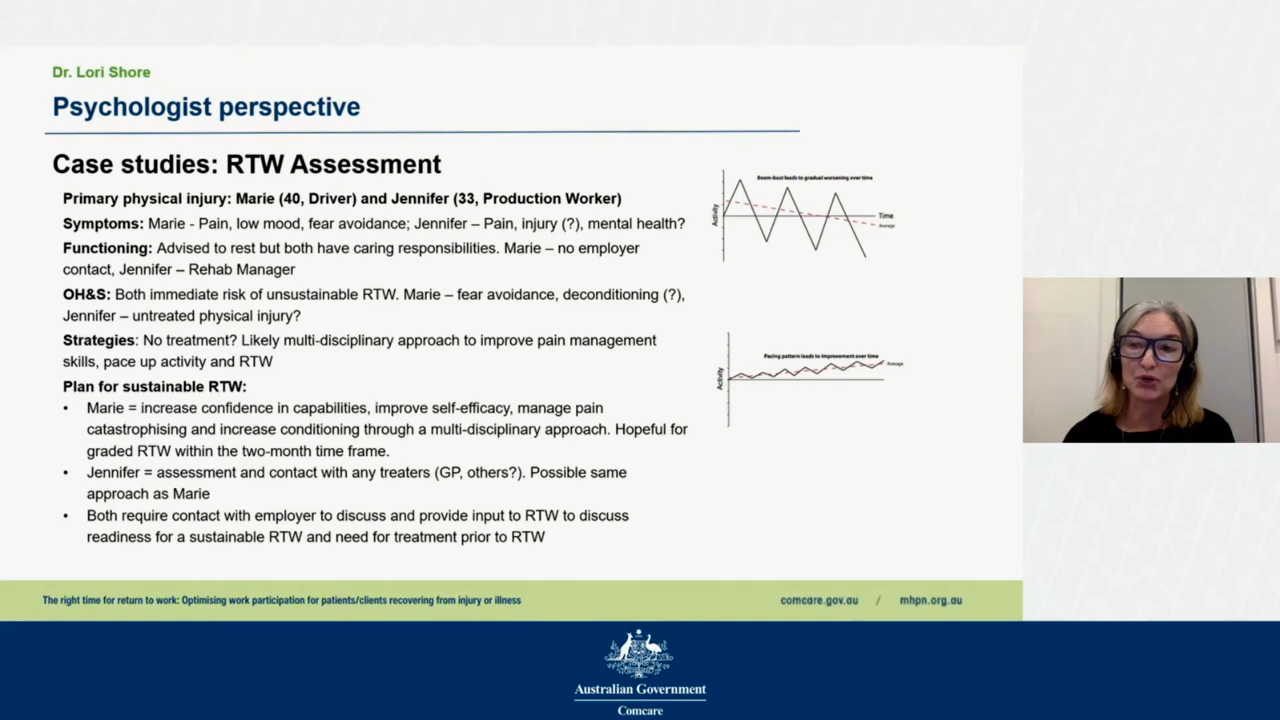 Dr. Lori Shore
Psychologist perspective
Case studies: RTW Assessment
Primary physical injury: Marie (40, Driver) and Jennifer (33, Production Worker)
Symptoms: Marie - Pain, low mood, fear avoidance; Jennifer – Pain, injury (?), mental health?
Functioning: Advised to rest but both have caring responsibilities. Marie – no employer
contact, Jennifer – Rehab Manager
OH&S: Both immediate risk of unsustainable RTW. Marie – fear avoidance, deconditioning (?),
Jennifer – untreated physical injury?
Strategies: No treatment? Likely multi-disciplinary approach to improve pain management
skills, pace up activity and RTW
Plan for sustainable RTW:
• Marie = increase confidence in capabilities, improve self-efficacy, manage pain
catastrophising and increase conditioning through a multi-disciplinary approach. Hopeful for
graded RTW within the two-month time frame.
• Jennifer = assessment and contact with any treaters (GP, others?). Possible same
approach as Marie
• Both require contact with employer to discuss and provide input to RTW to discuss
readiness for a sustainable RTW and need for treatment prior to RTW
Boom-bust leads to gradual worsening over time
Activity
Time
Average
Pacing pattern leads to improvement over time
Average
Activity
The right time for return to work: Optimising work participation for patients/clients recovering from injury or illness
comcare.gov.au / mhpn.org.au
Australian Government
Comcare